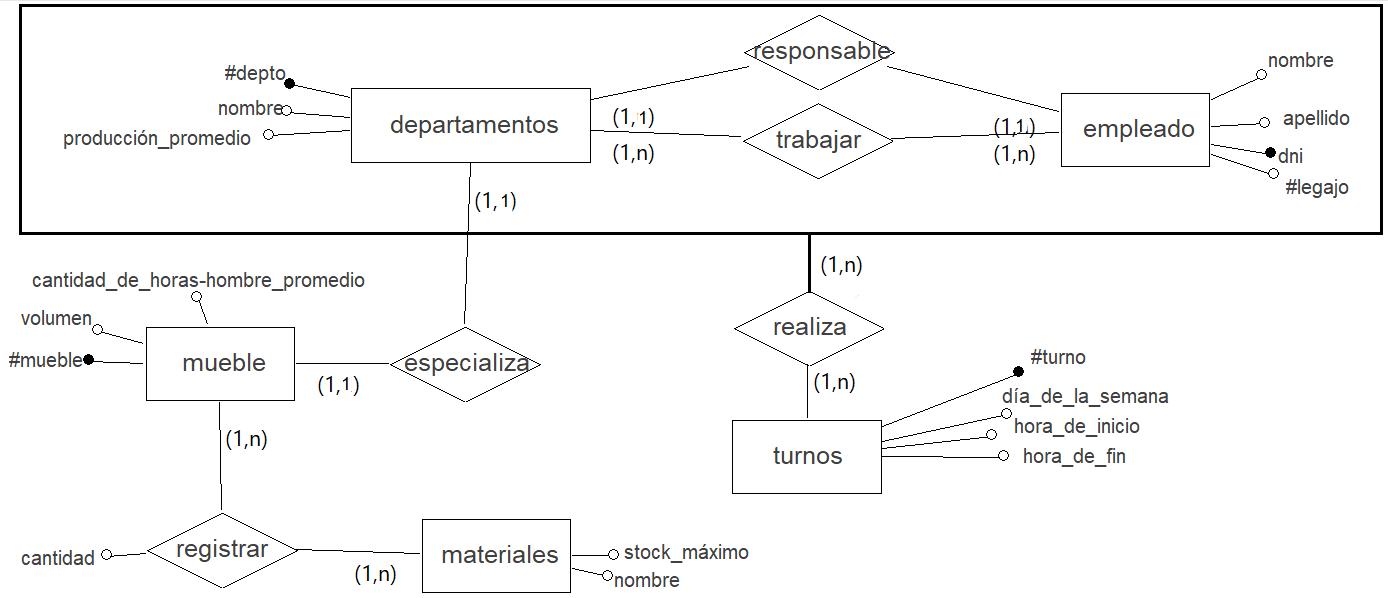 responsable
#depto
nombre
producción_promedio
departamentos
(1,1)
(1,n)
trabajar
(1,1)
(1,n)
empleado
nombre
apellido
dni
#legajo
(1,1)
cantidad_de_horas-hombre_promedio
volumen
#mueble
mueble
(1,1)
especializa
(1,n)
realiza
(1,n)
#turno
día_de_la_semana
hora_de_inicio
hora_de_fin
turnos
(1,n)
cantidad
registrar
(1,n)
materiales
stock_máximo
nombre